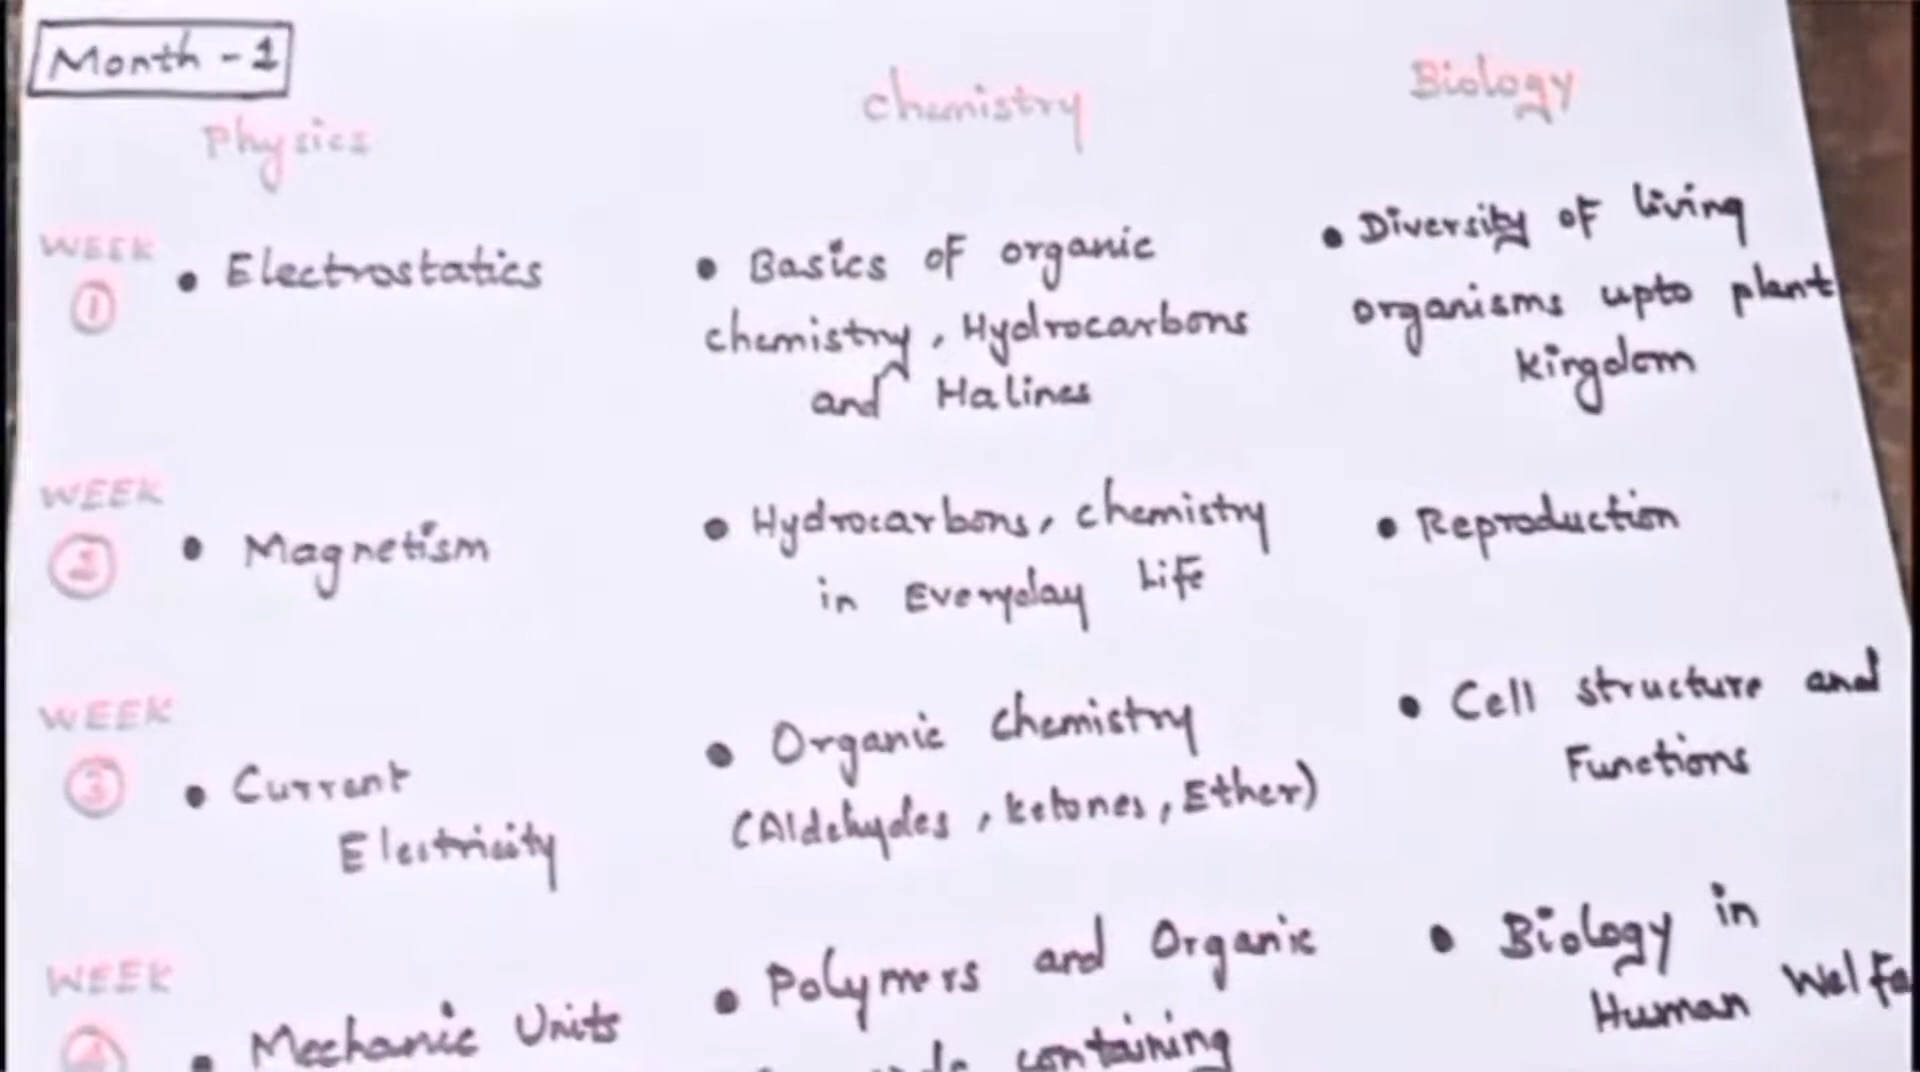 Month - 1
Physics
Chemistry
Biology
WEEK
1
• Electrostatics
• Basics of organic
chemistry, Hydrocarbons
and Halines
• Diversity of living
organisms upto plant
kingdom
WEEK
2
• Magnetism
• Hydrocarbons, chemistry
in Everyday Life
• Reproduction
WEEK
3
• Current
Electricity
• Organic chemistry
(Aldehydes, ketones, Ether)
• Cell structure and
Functions
WEEK
4
• Mechanic Units
• Polymers and Organic
containing
• Biology in
Human Welfa